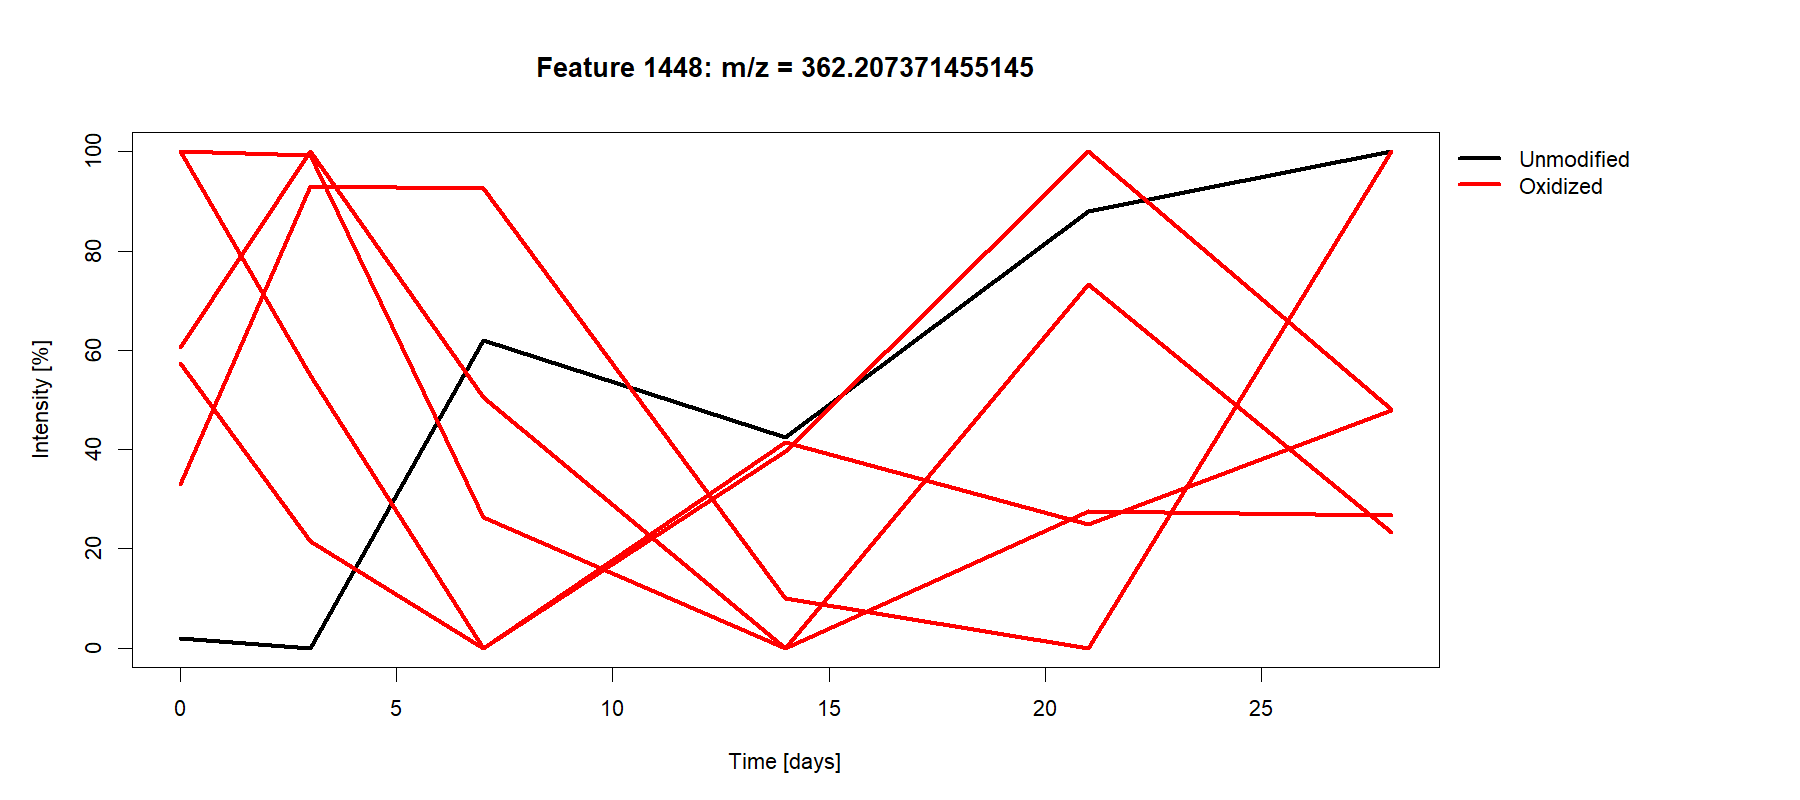 Feature 1448: m/z = 362.207371455145
Unmodified
Oxidized
100
80
60
40
20
0
Intensity [%]
0 5 10 15 20 25
Time [days]